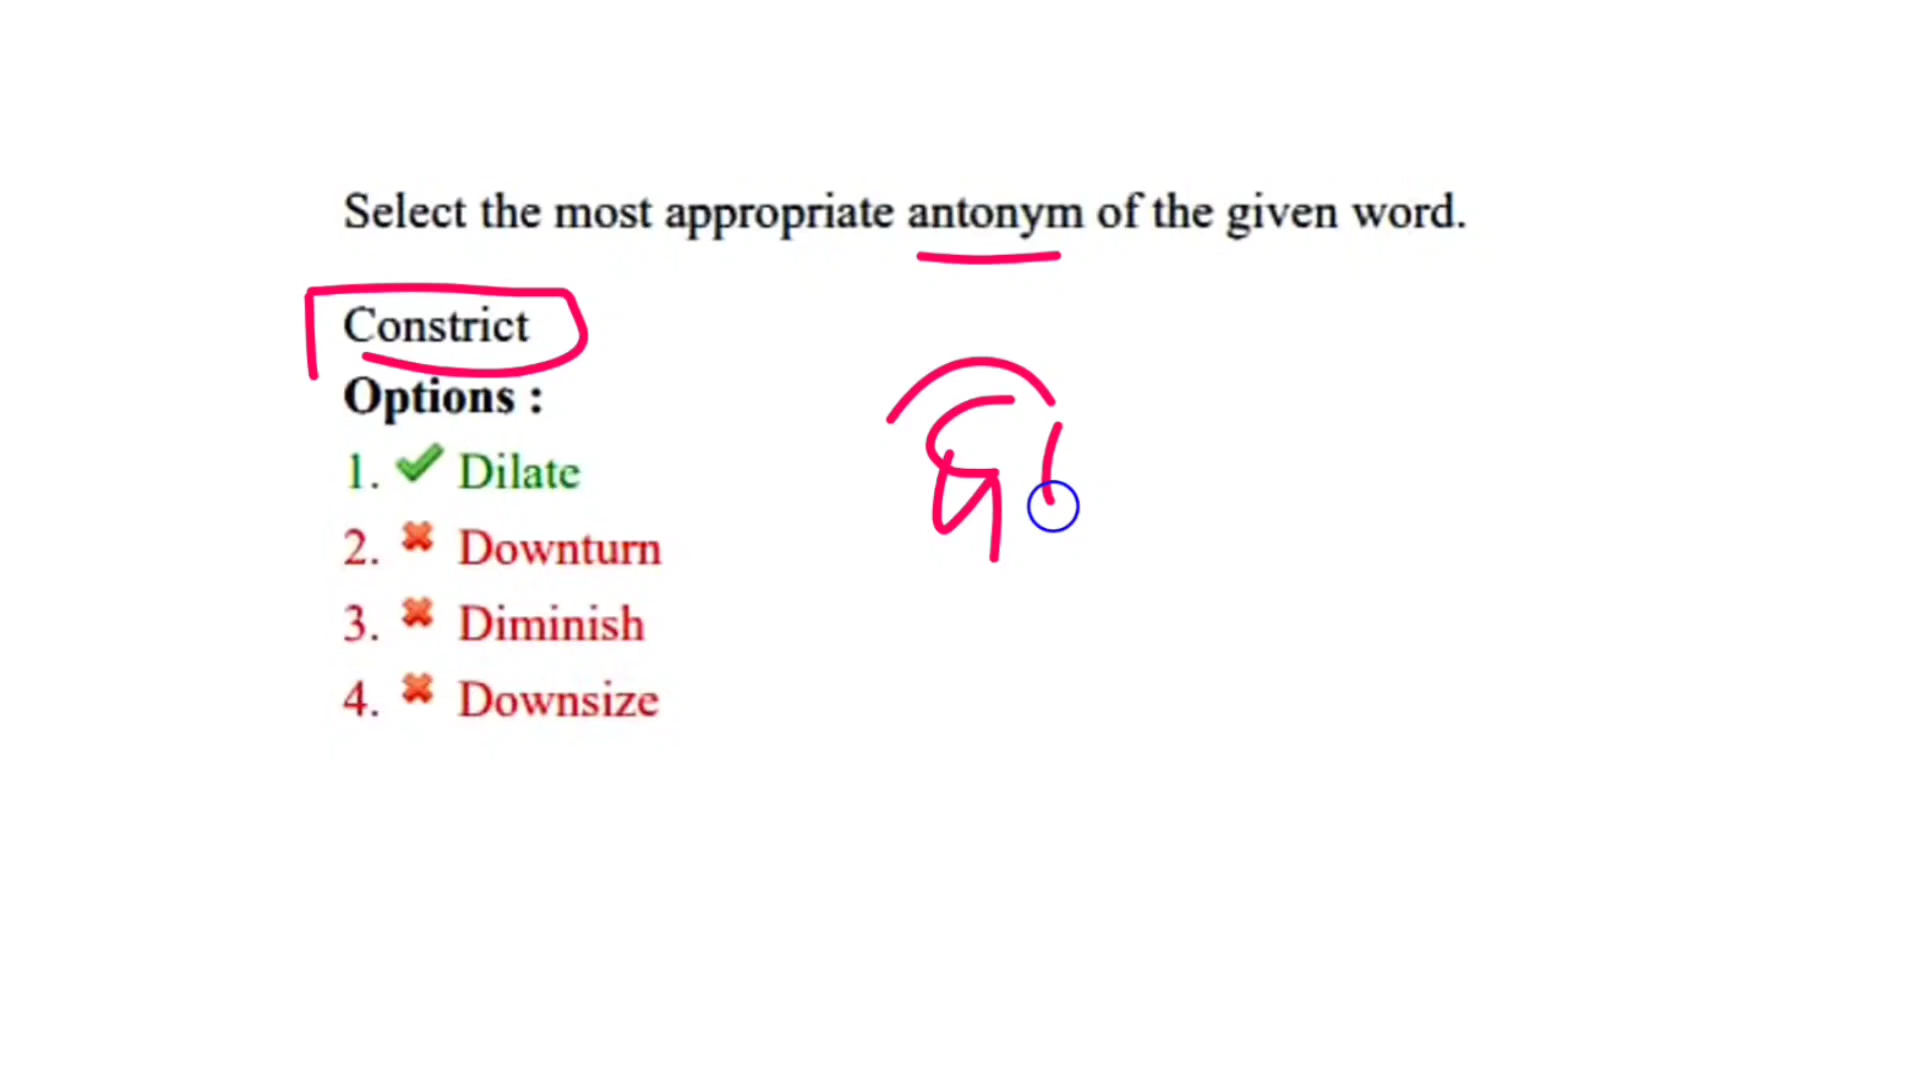 Select the most appropriate antonym of the given word.
Constrict
Options :
1. Dilate
2. Downturn
3. Diminish
4. Downsize